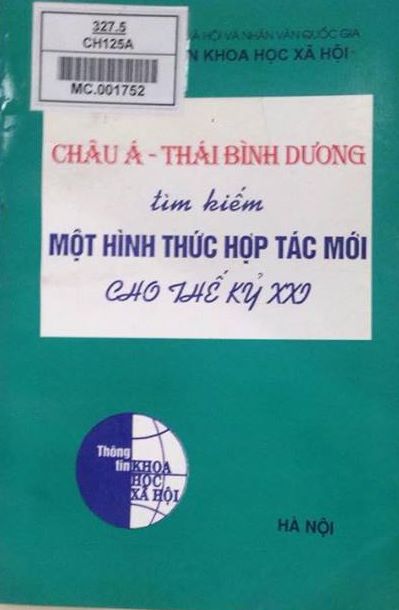 327.5
CH125A
MC.001752
HỘI VÀ NHÂN VĂN QUỐC GIA
KHOA HỌC XÃ HỘI
CHÂU Á - THÁI BÌNH DƯƠNG
tìm kiếm
MỘT HÌNH THỨC HỢP TÁC MỚI
CHO THẾ KỶ XXI
Thông
tin KHOA
HỌC
XÃ HỘI
HÀ NỘI